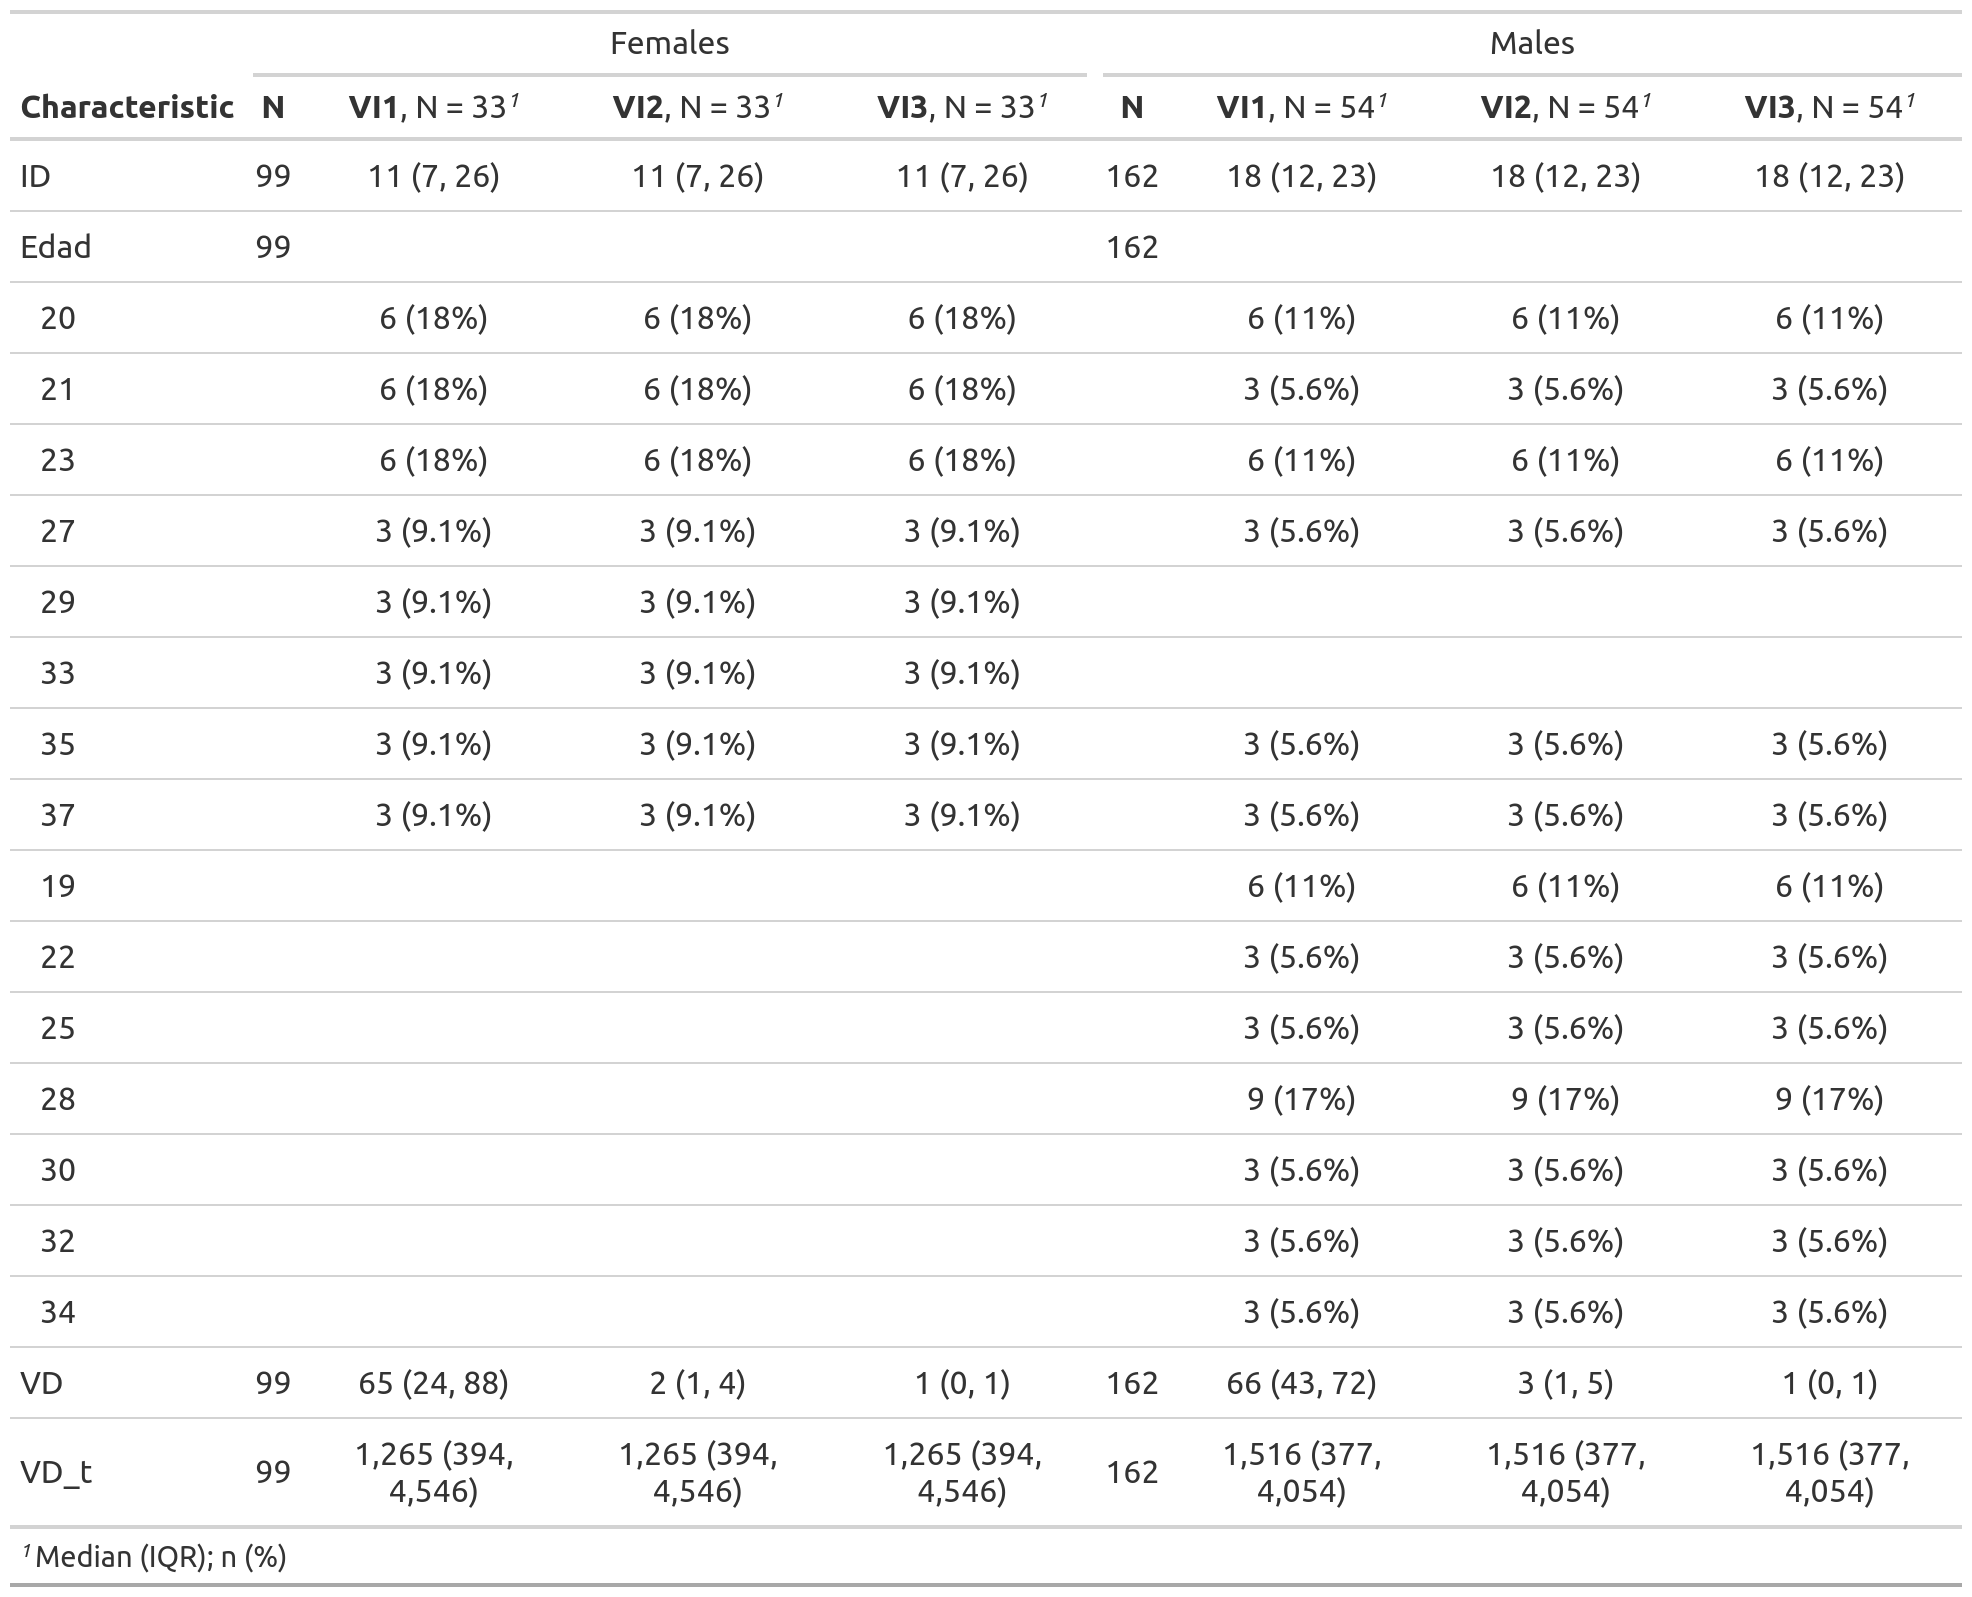 Females Males
Characteristic N VI1, N = 33¹ VI2, N = 33¹ VI3, N = 33¹ N VI1, N = 54¹ VI2, N = 54¹ VI3, N = 54¹
ID 99 11 (7, 26) 11 (7, 26) 11 (7, 26) 162 18 (12, 23) 18 (12, 23) 18 (12, 23)
Edad 99 162
20 6 (18%) 6 (18%) 6 (18%) 6 (11%) 6 (11%) 6 (11%)
21 6 (18%) 6 (18%) 6 (18%) 3 (5.6%) 3 (5.6%) 3 (5.6%)
23 6 (18%) 6 (18%) 6 (18%) 6 (11%) 6 (11%) 6 (11%)
27 3 (9.1%) 3 (9.1%) 3 (9.1%) 3 (5.6%) 3 (5.6%) 3 (5.6%)
29 3 (9.1%) 3 (9.1%) 3 (9.1%)
33 3 (9.1%) 3 (9.1%) 3 (9.1%)
35 3 (9.1%) 3 (9.1%) 3 (9.1%) 3 (5.6%) 3 (5.6%) 3 (5.6%)
37 3 (9.1%) 3 (9.1%) 3 (9.1%) 3 (5.6%) 3 (5.6%) 3 (5.6%)
19 6 (11%) 6 (11%) 6 (11%)
22 3 (5.6%) 3 (5.6%) 3 (5.6%)
25 3 (5.6%) 3 (5.6%) 3 (5.6%)
28 9 (17%) 9 (17%) 9 (17%)
30 3 (5.6%) 3 (5.6%) 3 (5.6%)
32 3 (5.6%) 3 (5.6%) 3 (5.6%)
34 3 (5.6%) 3 (5.6%) 3 (5.6%)
VD 99 65 (24, 88) 2 (1, 4) 1 (0, 1) 162 66 (43, 72) 3 (1, 5) 1 (0, 1)
VD_t 99 1,265 (394, 1,265 (394, 1,265 (394, 162 1,516 (377, 1,516 (377, 1,516 (377,
4,546) 4,546) 4,546) 4,054) 4,054) 4,054)
¹ Median (IQR); n (%)